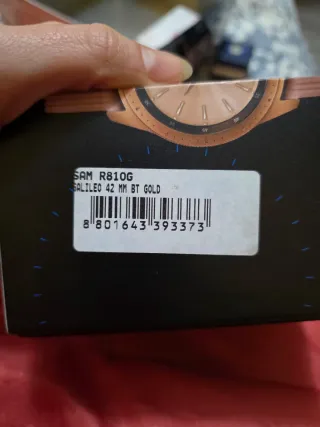 SAM R810G
GALILEO 42 MM BT GOLD
8 801643 393373